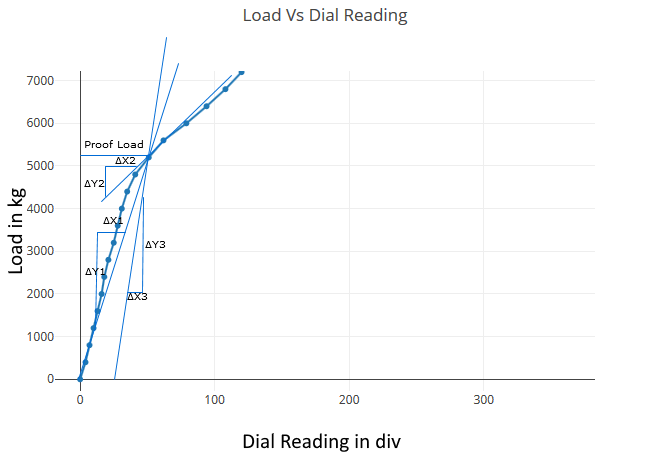 Load Vs Dial Reading
7000
6000
Proof Load
ΔX2
5000
ΔY2
4000
ΔX1
3000
ΔY3
ΔY1
2000
ΔX3
1000
0
0
100
200
300
Load in kg
Dial Reading in div